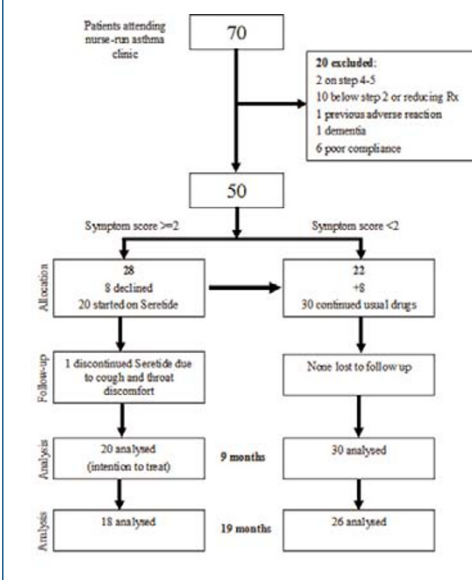 Patients attending
nurse-run asthma
clinic
70
20 excluded:
2 on step 4-5
10 below step 2 or reducing Rx
1 previous adverse reaction
1 dementia
6 poor compliance
50
Symptom score >=2
Symptom score <2
Allocation
28
8 declined
20 started on Seretide
22
+8
30 continued usual drugs
Follow-up
1 discontinued Seretide due
to cough and throat
discomfort
None lost to follow up
Analysis
20 analysed
(intention to treat)
9 months
30 analysed
Analysis
18 analysed
19 months
26 analysed